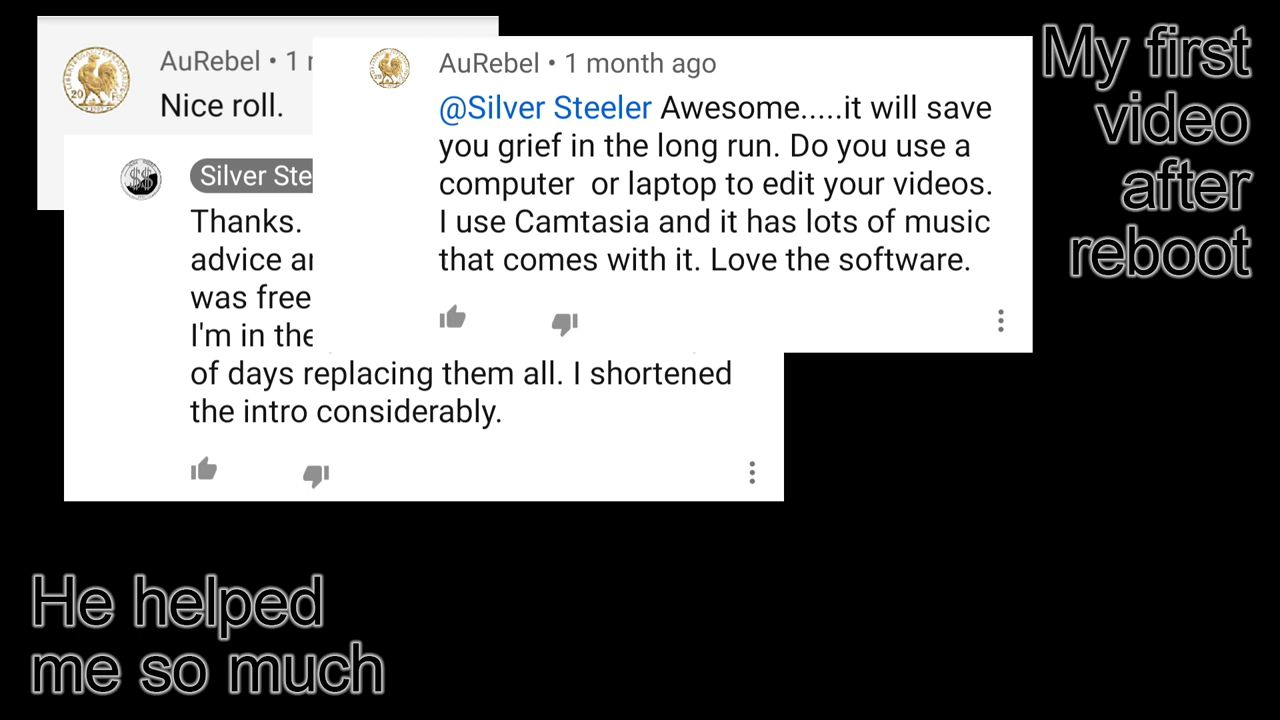 AuRebel • 1
Nice roll.
AuRebel • 1 month ago
@Silver Steeler Awesome.....it will save
you grief in the long run. Do you use a
computer  or laptop to edit your videos.
I use Camtasia and it has lots of music
that comes with it. Love the software.
Silver Ste
Thanks.
advice
was free
I'm in the
of days replacing them all. I shortened
the intro considerably.
My first
video
after
reboot
He helped
me so much